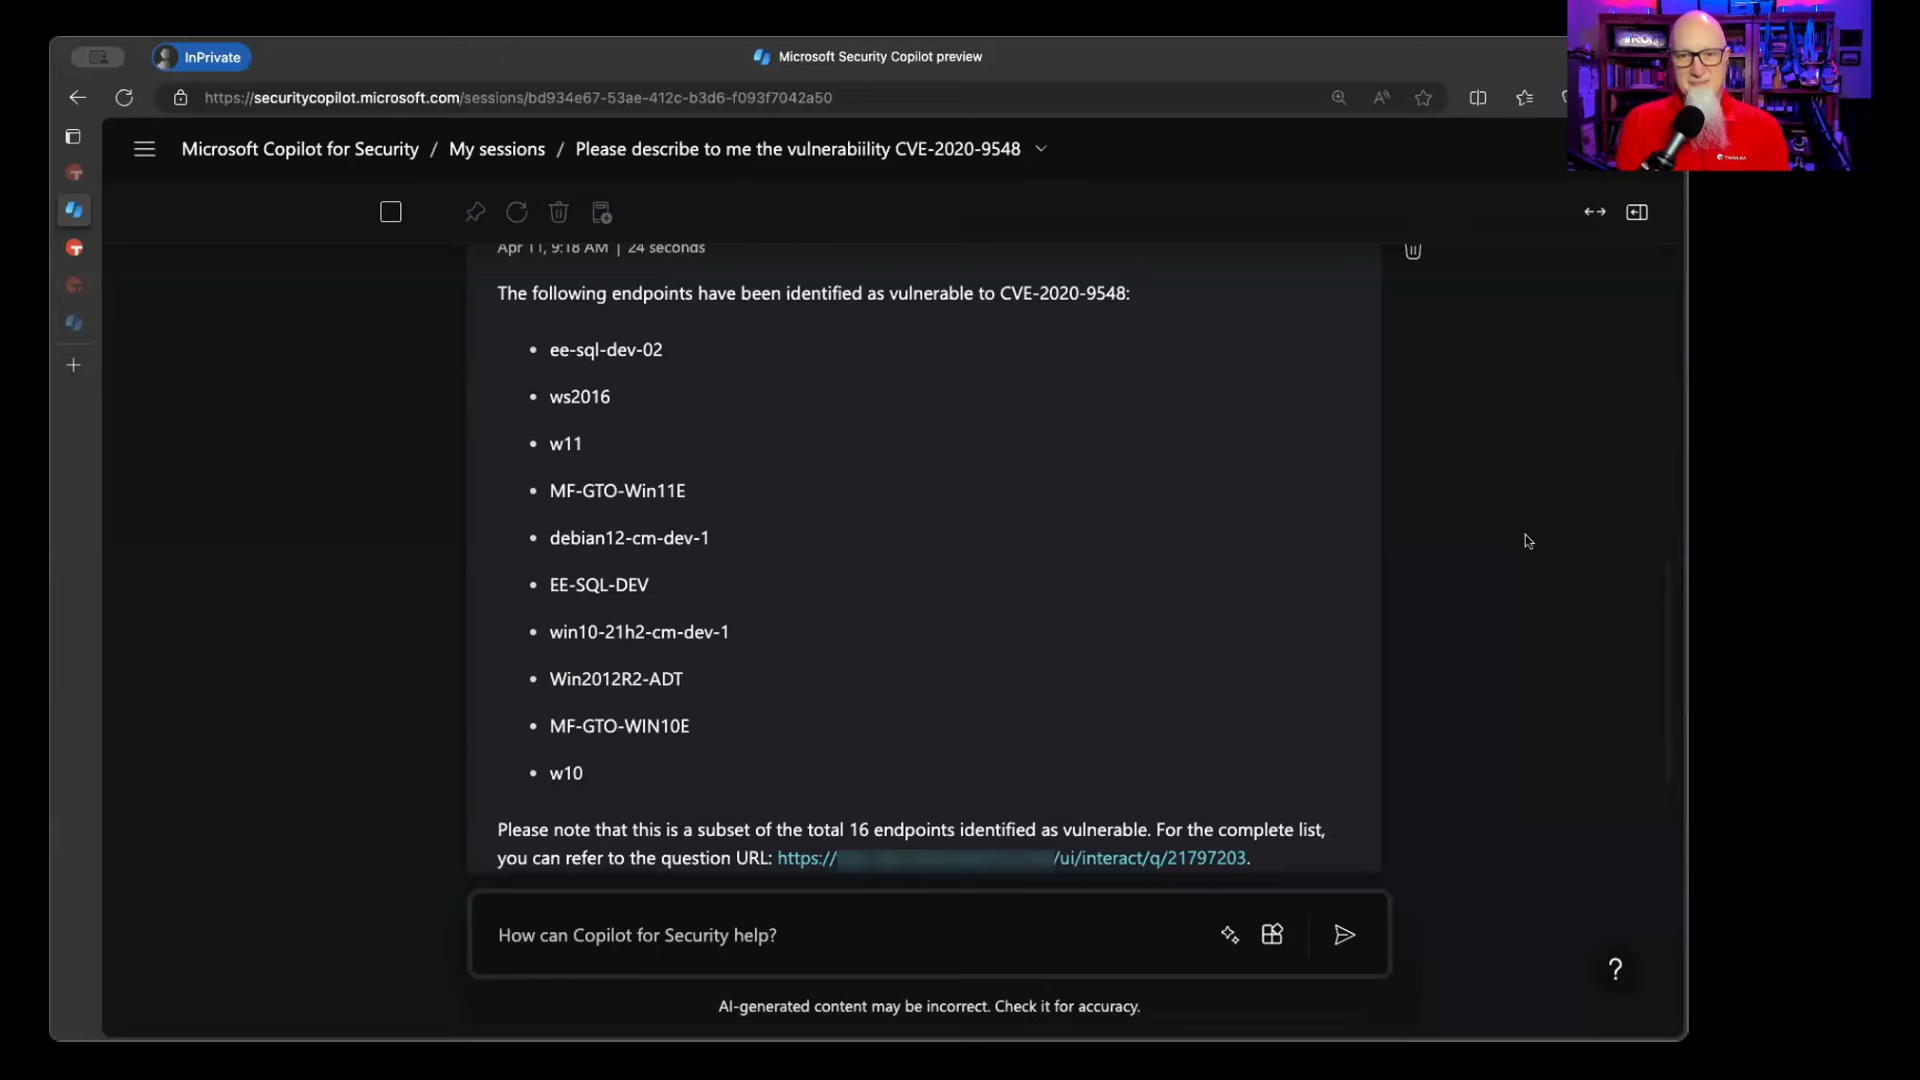 InPrivate
Microsoft Security Copilot preview
https://securitycopilot.microsoft.com/sessions/bd934e67-53ae-412c-b3d6-f093f7042a50
Microsoft Copilot for Security / My sessions / Please describe to me the vulnerabiility CVE-2020-9548
Apr 11, 9:18 AM | 24 seconds
The following endpoints have been identified as vulnerable to CVE-2020-9548:
• ee-sql-dev-02
• ws2016
• w11
• MF-GTO-Win11E
• debian12-cm-dev-1
• EE-SQL-DEV
• win10-21h2-cm-dev-1
• Win2012R2-ADT
• MF-GTO-WIN10E
• w10
Please note that this is a subset of the total 16 endpoints identified as vulnerable. For the complete list,
you can refer to the question URL: https:// /ui/interact/q/21797203.
How can Copilot for Security help?
?
AI-generated content may be incorrect. Check it for accuracy.
TANIUM